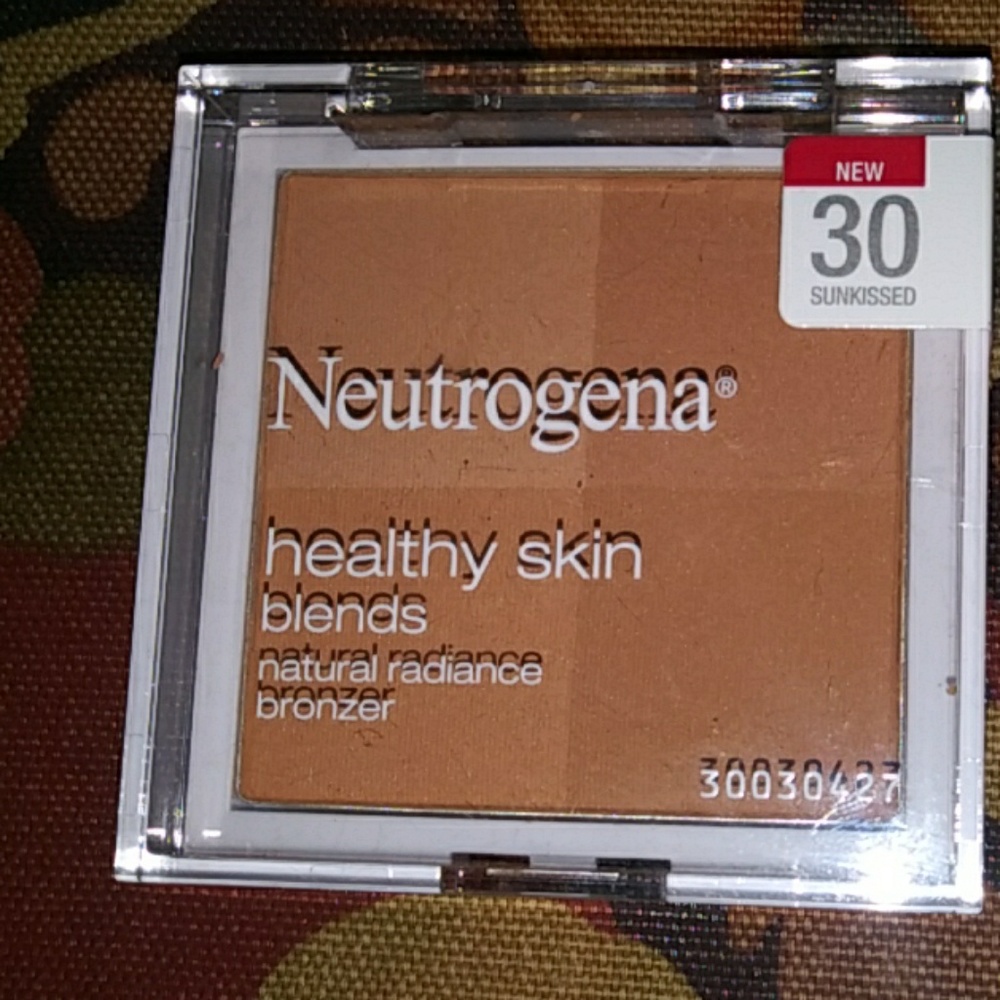 NEW
30
SUNKISSED
Neutrogena®
healthy skin
blends
natural radiance
bronzer
30030427